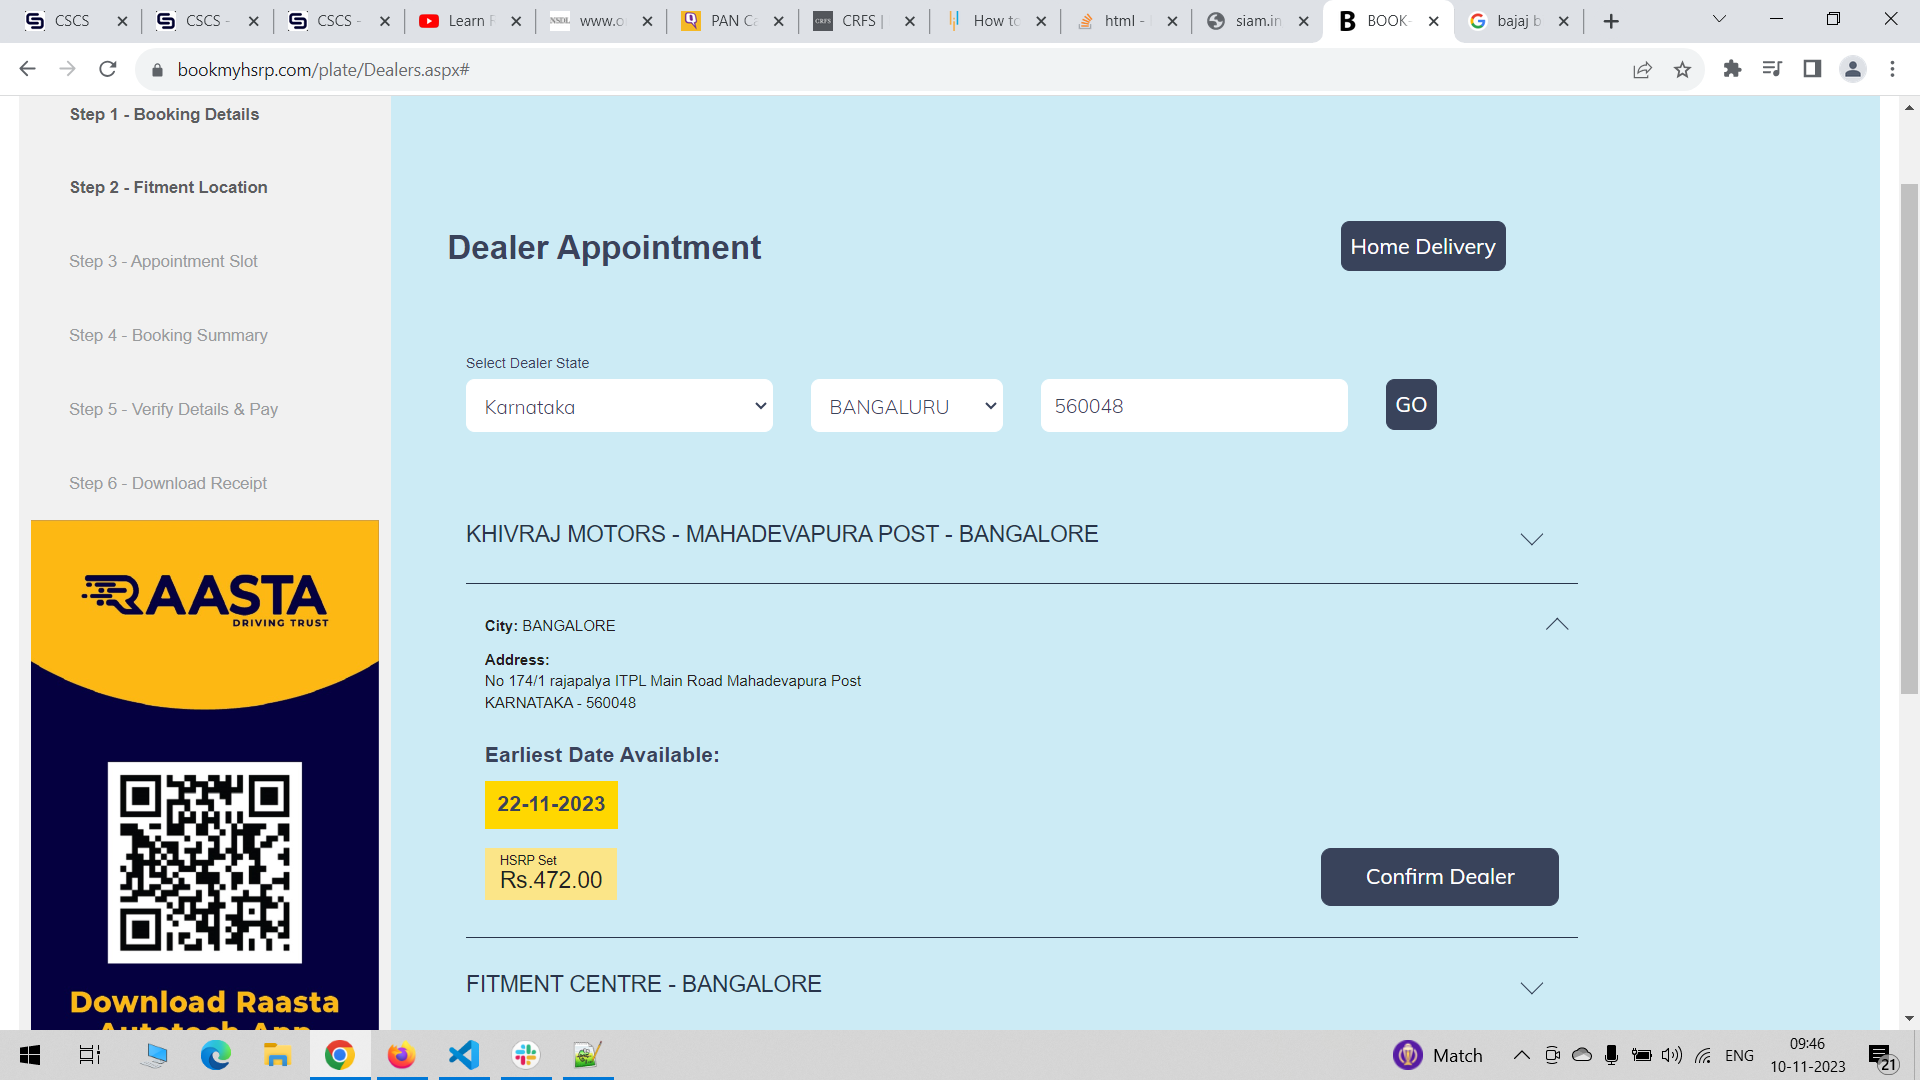 CSCS
CSCS -
CSCS -
Learn F
NSDL
www.o
PAN Ca
CRFS
CRFS |
How to
html -
siam.in
BOOK-
bajaj b
bookmyhsrp.com/plate/Dealers.aspx#
Step 1 - Booking Details
Step 2 - Fitment Location
Step 3 - Appointment Slot
Step 4 - Booking Summary
Step 5 - Verify Details & Pay
Step 6 - Download Receipt
RAASTA
DRIVING TRUST
Download Raasta
Autotech App
Dealer Appointment
Home Delivery
Select Dealer State
Karnataka
BANGALURU
560048
GO
KHIVRAJ MOTORS - MAHADEVAPURA POST - BANGALORE
City: BANGALORE
Address:
No 174/1 rajapalya ITPL Main Road Mahadevapura Post
KARNATAKA - 560048
Earliest Date Available:
22-11-2023
HSRP Set
Rs.472.00
Confirm Dealer
FITMENT CENTRE - BANGALORE
Match
ENG
09:46
10-11-2023
21